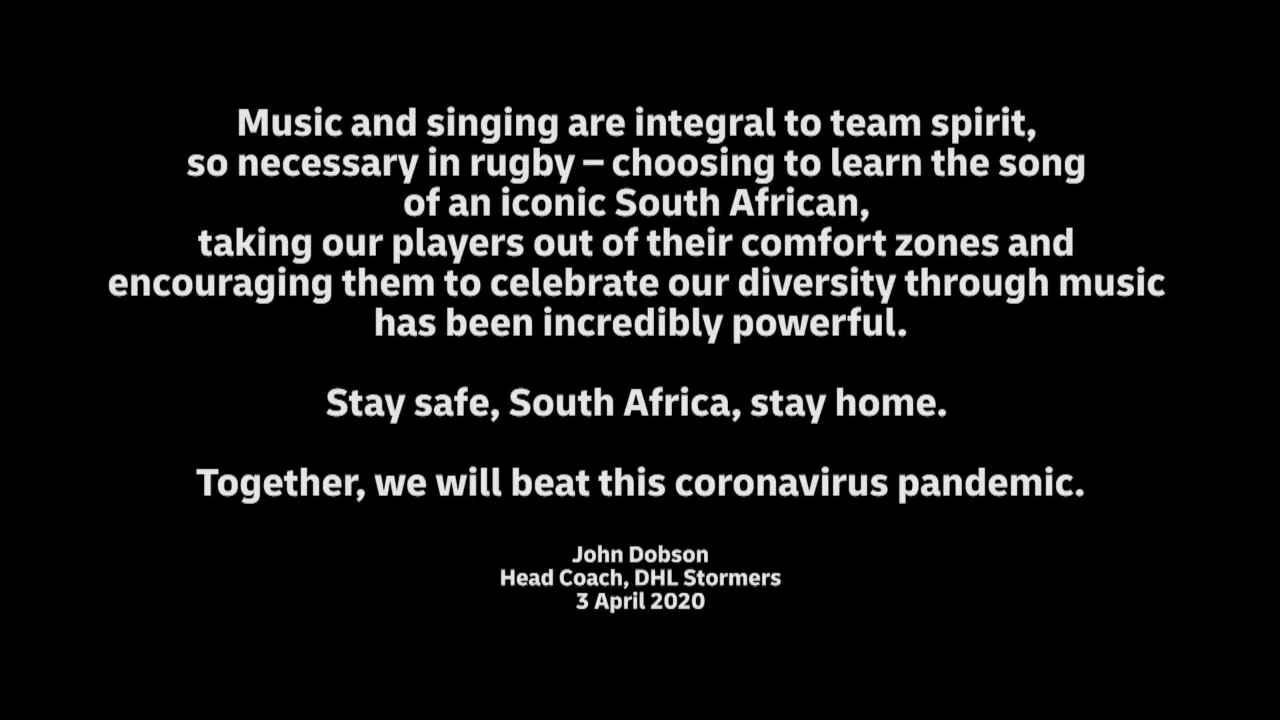 Music and singing are integral to team spirit,
so necessary in rugby – choosing to learn the song
of an iconic South African,
taking our players out of their comfort zones and
encouraging them to celebrate our diversity through music
has been incredibly powerful.
Stay safe, South Africa, stay home.
Together, we will beat this coronavirus pandemic.
John Dobson
Head Coach, DHL Stormers
3 April 2020